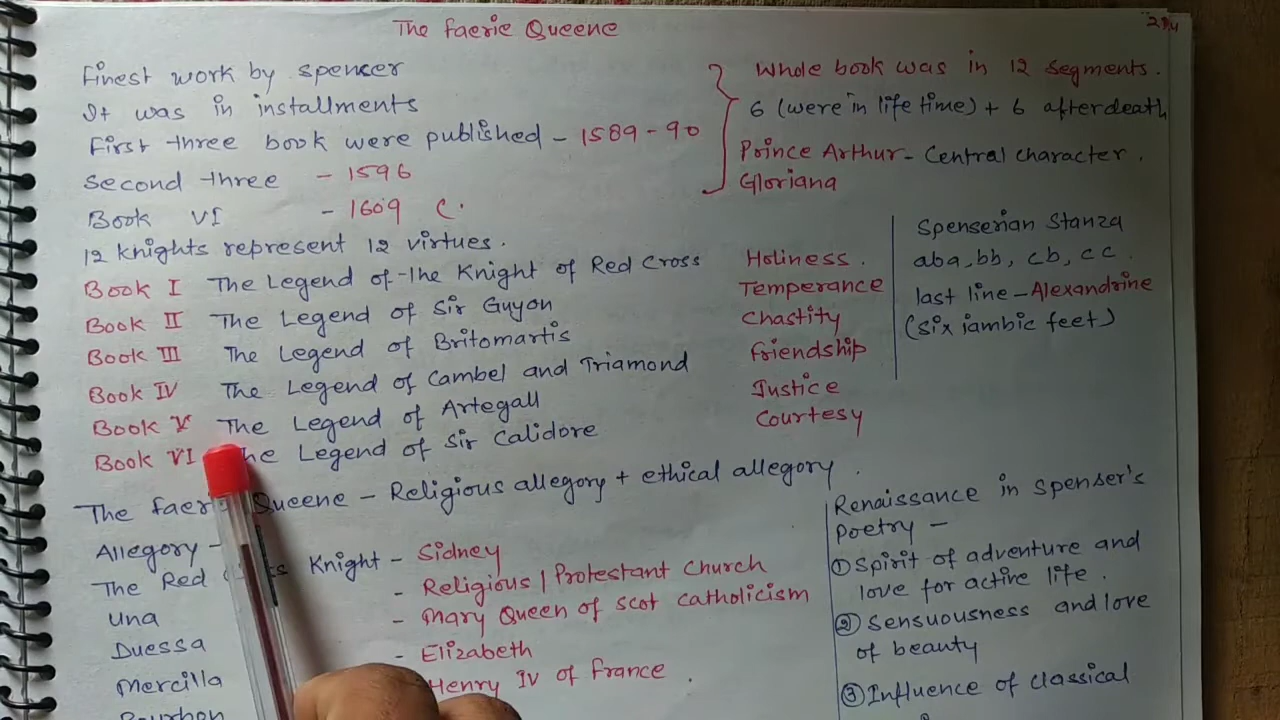 The Faerie Queene
Finest work by spencer
It was in installments
First three book were published - 1589-90
Second three - 1596
Book VI - 1609 C.
Whole book was in 12 segments.
6 (were in life time) + 6 after death
Prince Arthur - Central character.
Gloriana
12 Knights represent 12 virtues.
Book I The Legend of the Knight of Red Cross Holiness.
Book II The Legend of Sir Guyon Temperance
Book III The Legend of Britomartis Chastity
Book IV The Legend of Cambel and Triamond Friendship
Book V The Legend of Artegall Justice
Book VI The Legend of Sir Calidore Courtesy
Spenserian Stanza
aba, bb, cb, cc.
last line - Alexandrine
(six iambic feet)
The Faerie Queene - Religious allegory + ethical allegory.
Allegory -
The Red Knight - Sidney
Una - Religious / Protestant Church
Duessa - Mary Queen of Scot Catholicism
Mercilla - Elizabeth
Bourbon Henry IV of France.
Renaissance in Spenser's
Poetry -
① Spirit of adventure and
love for active life.
② Sensuousness and love
of beauty
③ Influence of classical